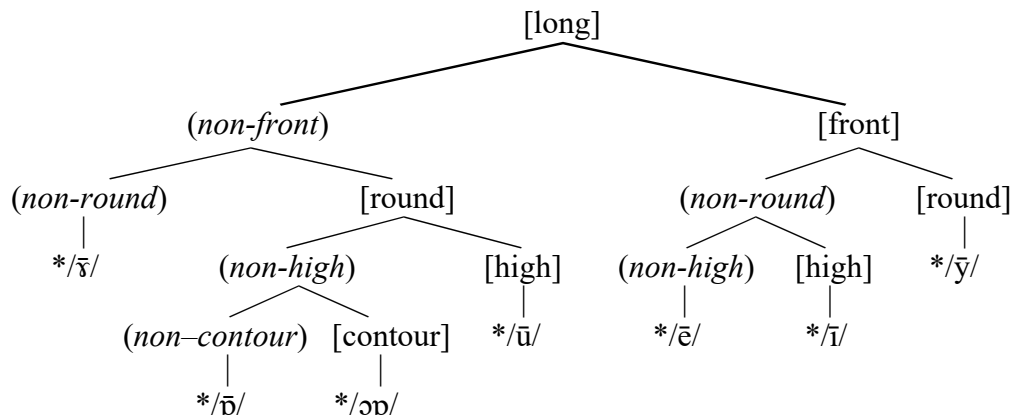 [long]
(non-front) [front]
(non-round) [round] (non-round) [round]
*/ɤ̄/ (non-high) [high] (non-high) [high] */ȳ/
(non–contour) [contour] */ū/ */ē/ */ī/
*/ɒ̄/ */ɔɒ/